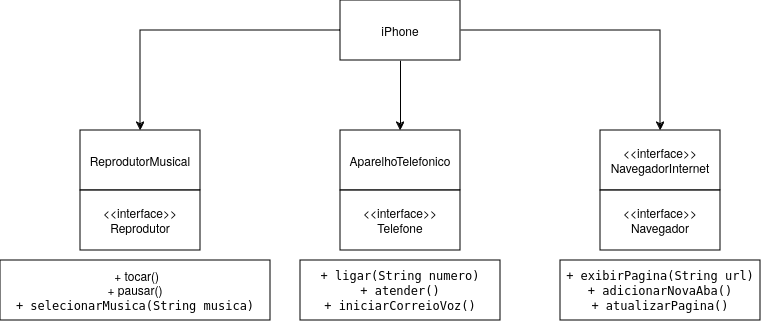 iPhone
ReprodutorMusical
<<interface>>
Reprodutor
+ tocar()
+ pausar()
+ selecionarMusica(String musica)
AparelhoTelefonico
<<interface>>
Telefone
+ ligar(String numero)
+ atender()
+ iniciarCorreioVoz()
<<interface>>
NavegadorInternet
<<interface>>
Navegador
+ exibirPagina(String url)
+ adicionarNovaAba()
+ atualizarPagina()